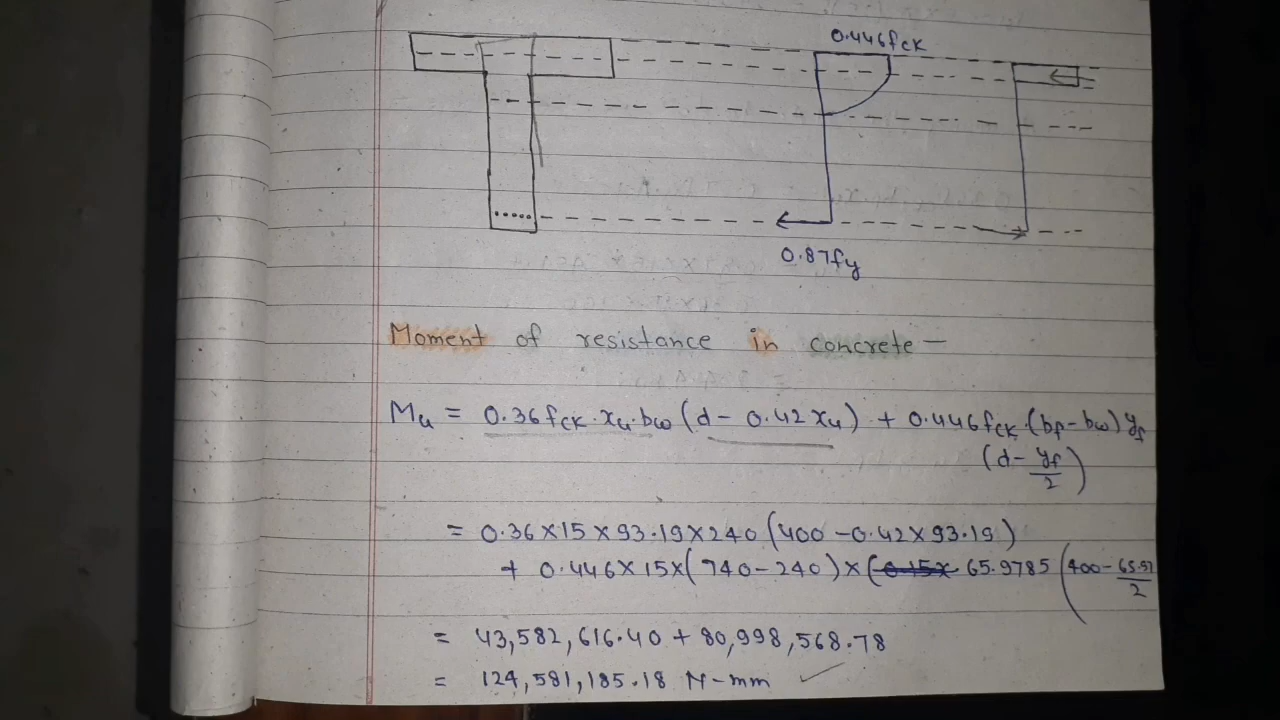 0.446fck
0.87fy
Moment of resistance in concrete —
Mu = 0.36fck.xu.bw(d - 0.42xu) + 0.446fck.(bf-bw)yf
(d - yf/2)
= 0.36×15×93.19×240(400 - 0.42×93.19)
+ 0.446×15×(740-240)×( 65.9785(400-65.97/2
= 43,582,616.40 + 80,998,568.78
= 124,581,185.18 N-mm ✓